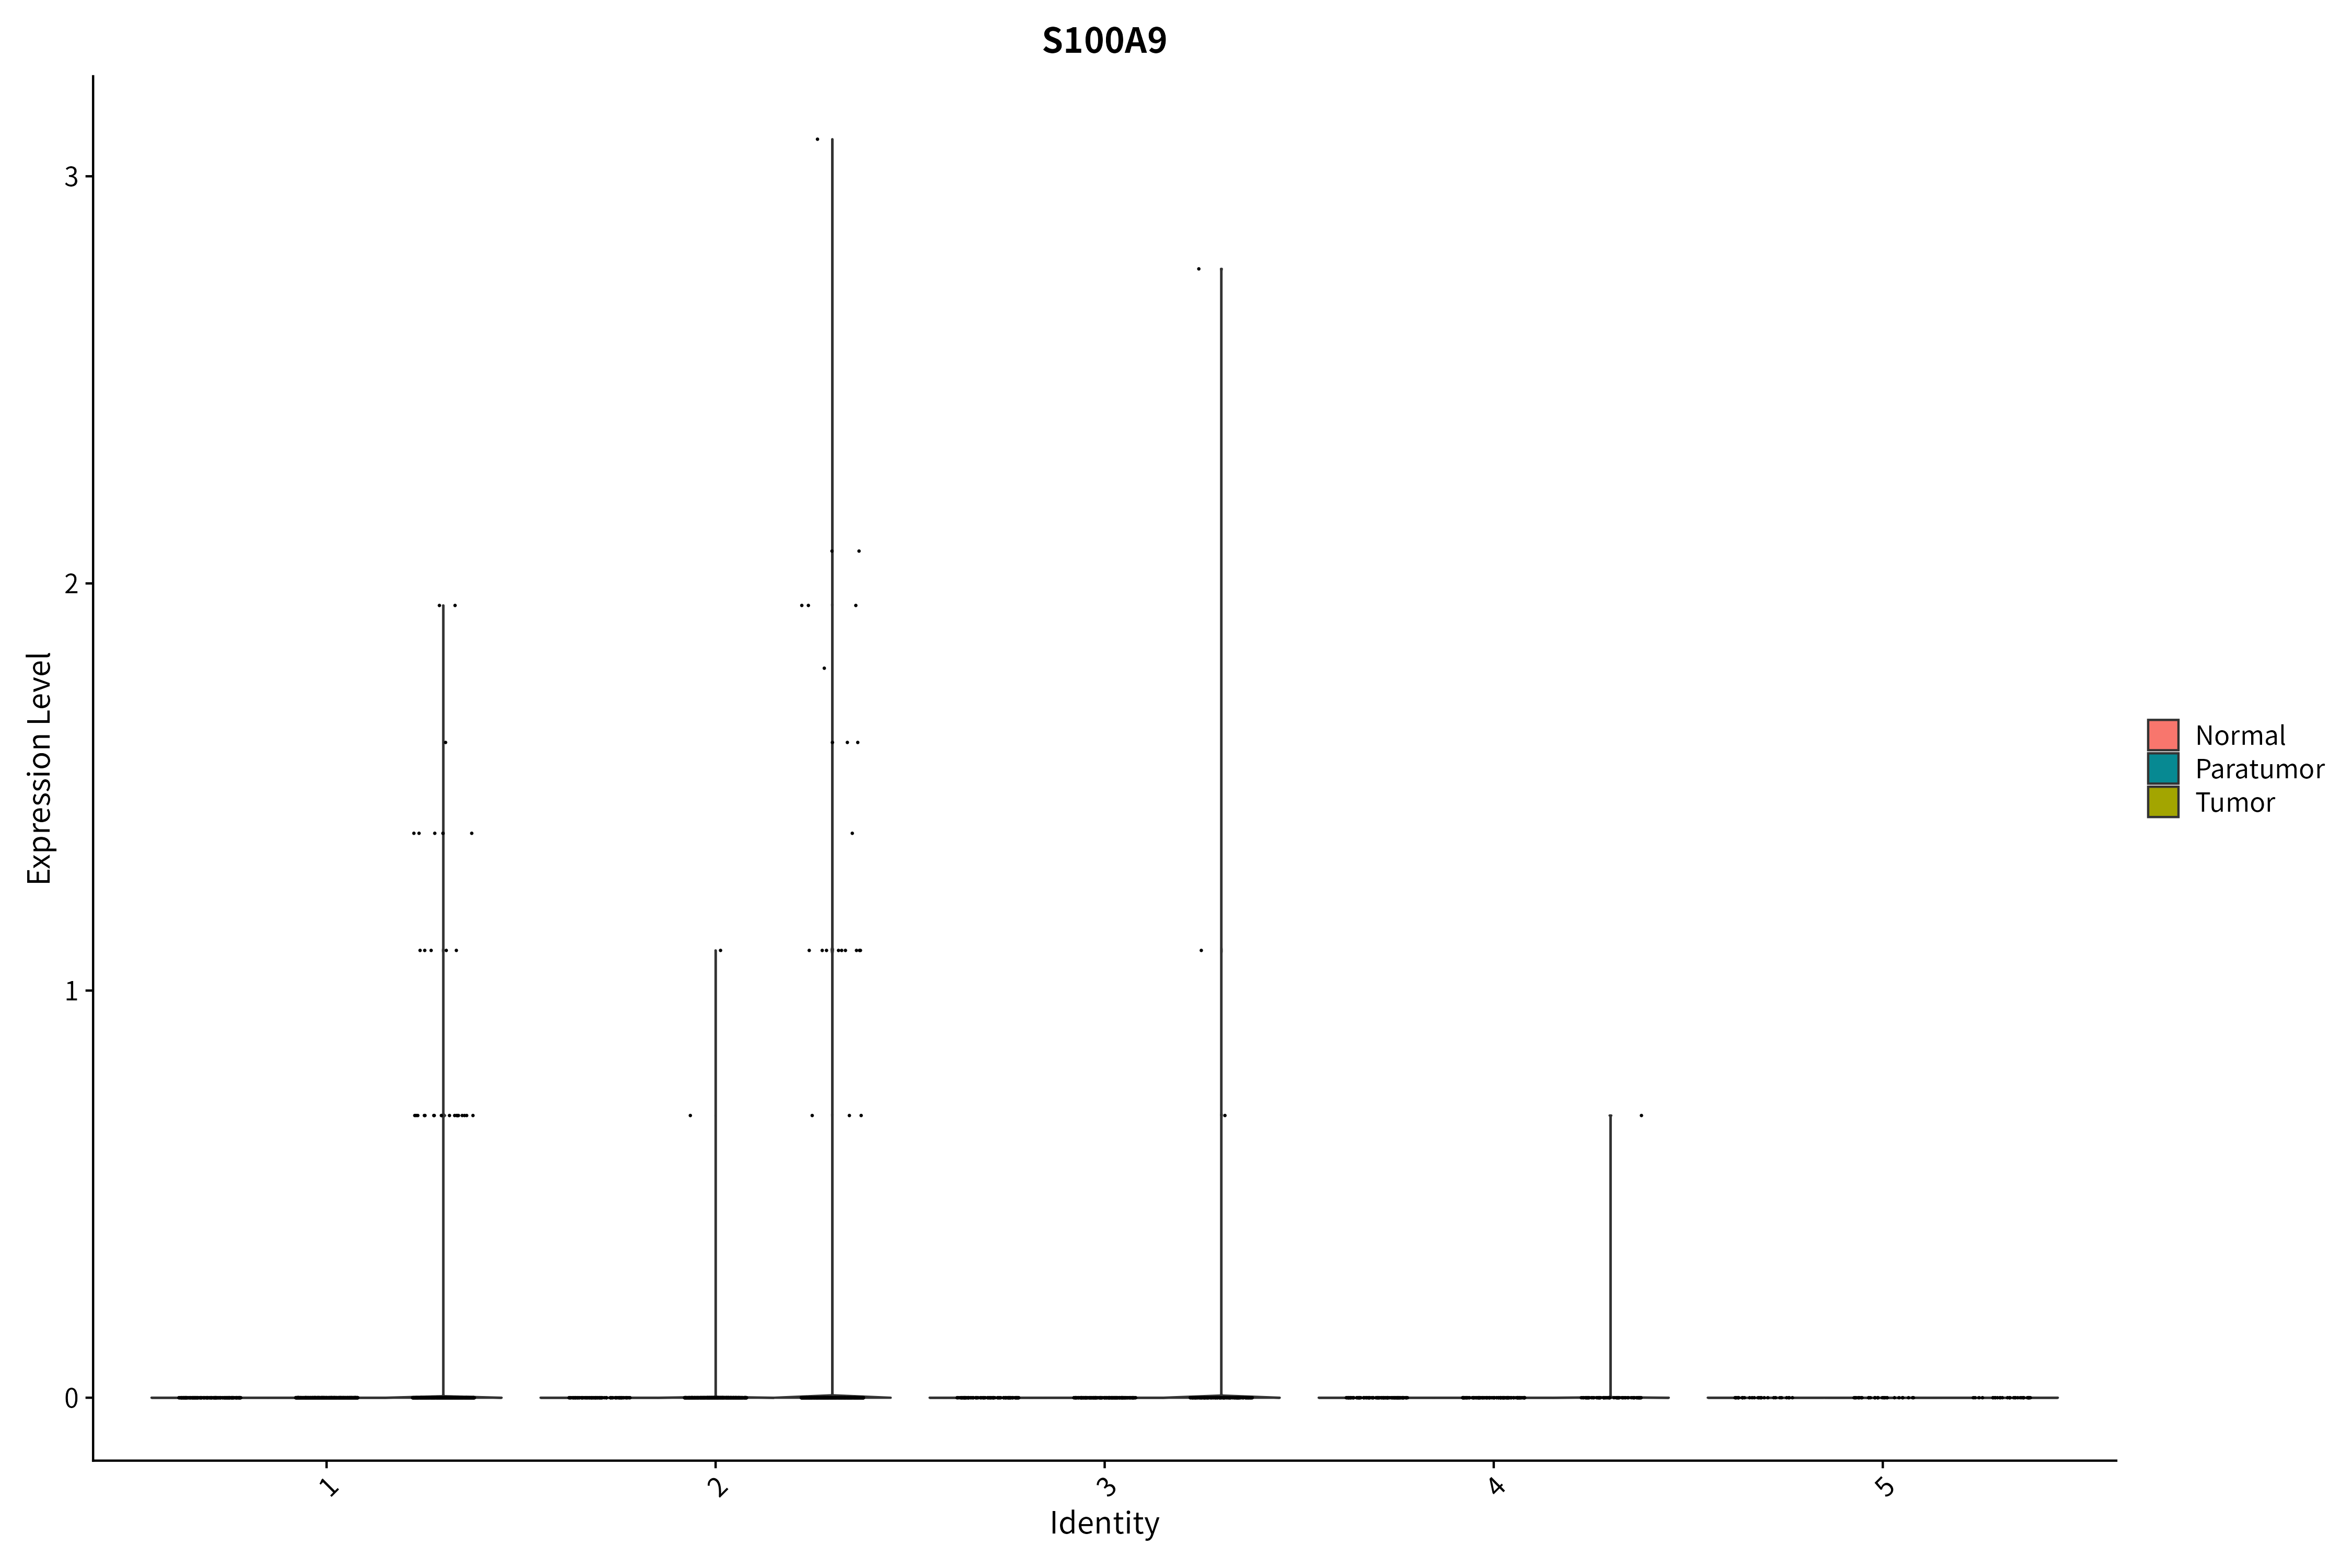 S100A9
3
2
1
0
Expression Level
1
2
3
4
5
Identity
Normal
Paratumor
Tumor